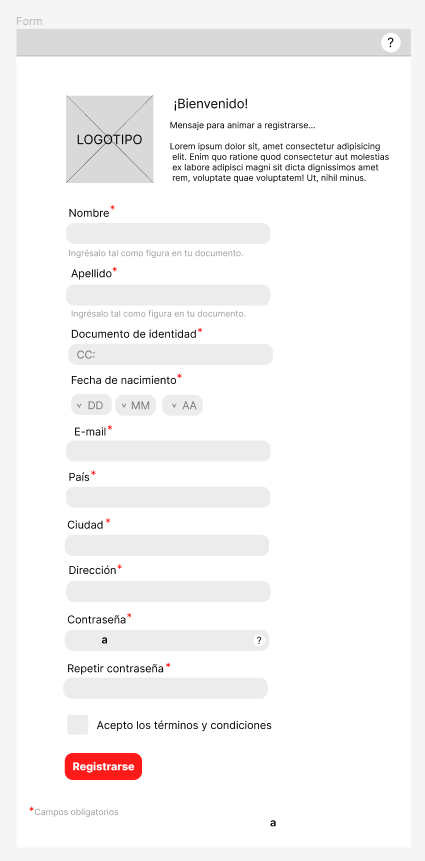 Form
?
LOGOTIPO
¡Bienvenido!
Mensaje para animar a registrarse...
Lorem ipsum dolor sit, amet consectetur adipisicing
elit. Enim quo ratione quod consectetur aut molestias
ex labore adipisci magni sit dicta dignissimos amet
rem, voluptate quae voluptatem! Ut, nihil minus.
Nombre*
Ingrésalo tal como figura en tu documento.
Apellido*
Ingrésalo tal como figura en tu documento.
Documento de identidad*
CC:
Fecha de nacimiento*
DD MM AA
E-mail*
País*
Ciudad*
Dirección*
Contraseña*
a ?
Repetir contraseña*
Acepto los términos y condiciones
Registrarse
*Campos obligatorios
a